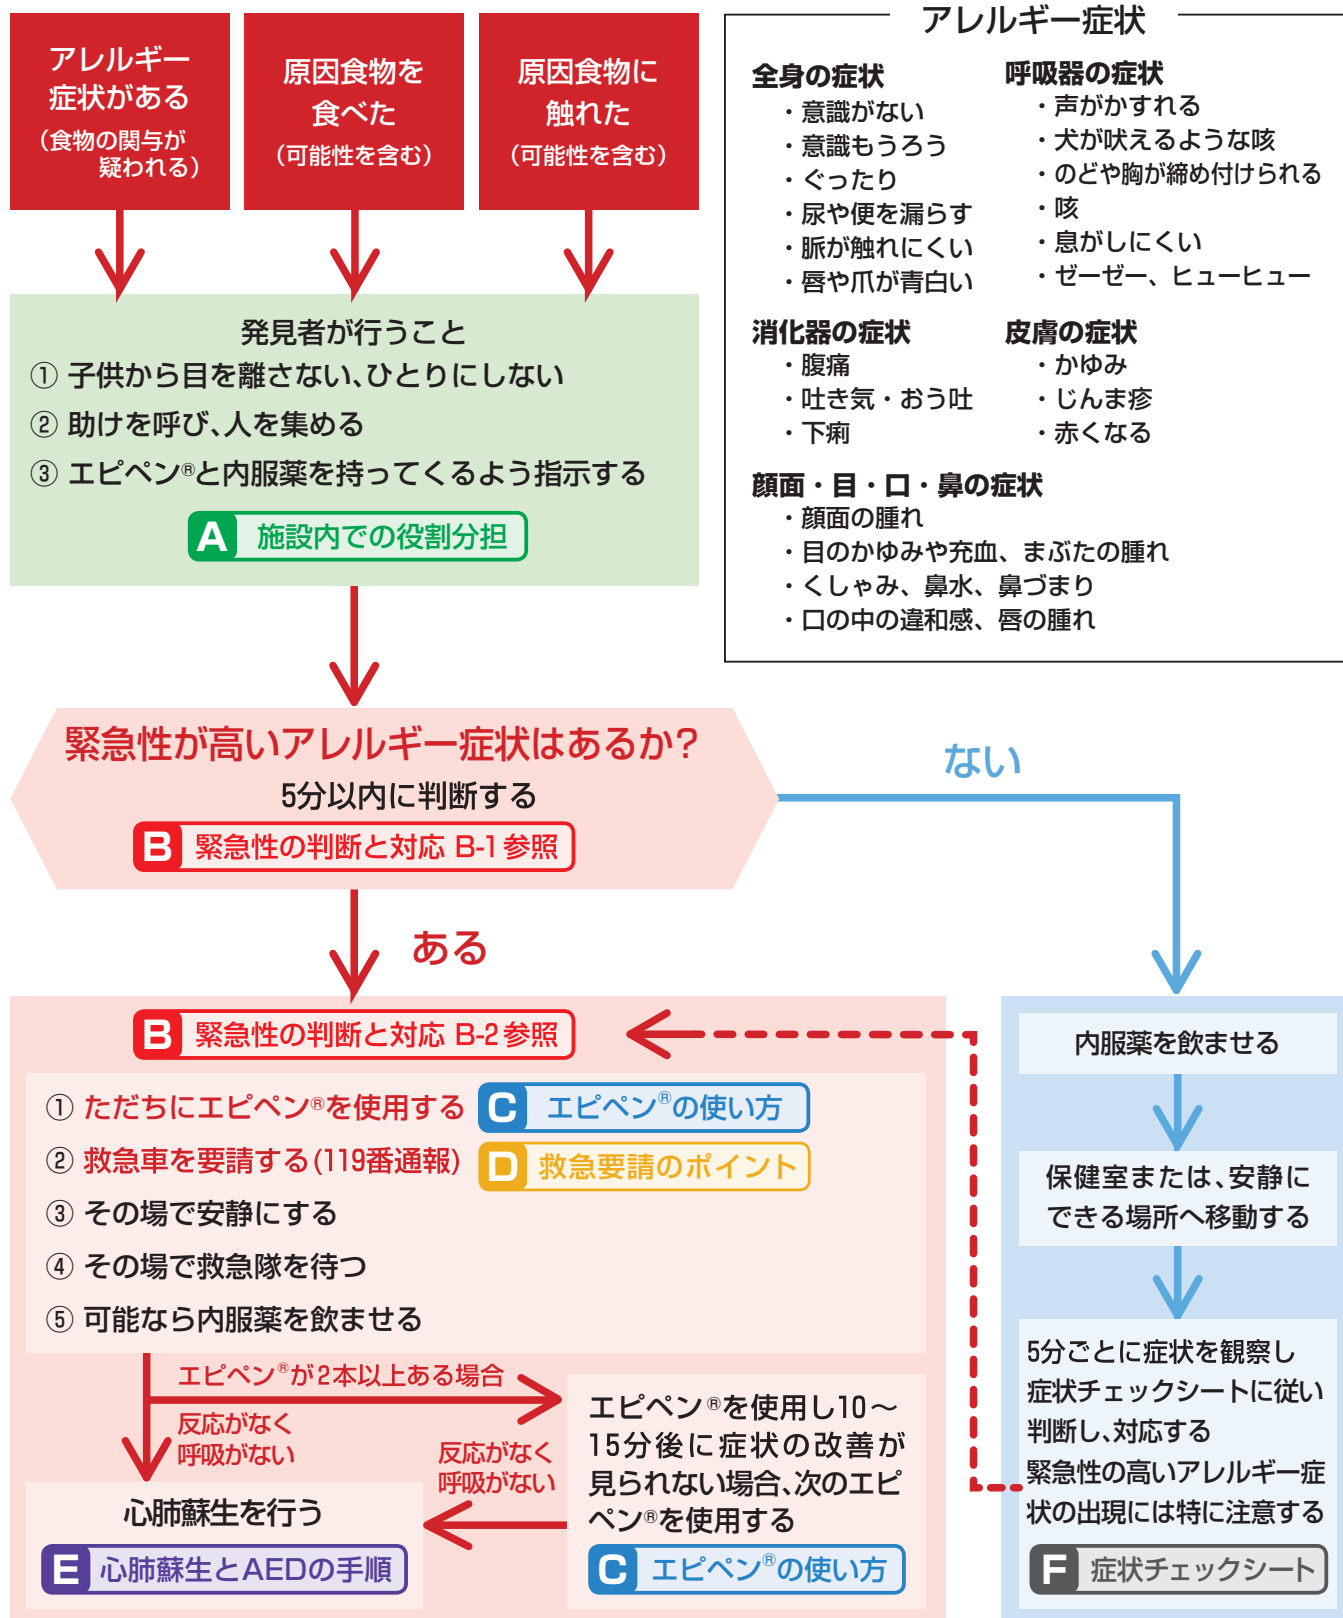 アレルギー
症状がある
（食物の関与が
疑われる）
原因食物を
食べた
（可能性を含む）
原因食物に
触れた
（可能性を含む）
発見者が行うこと
① 子供から目を離さない、ひとりにしない
② 助けを呼び、人を集める
③ エピペン®と内服薬を持ってくるよう指示する
A 施設内での役割分担
アレルギー症状
全身の症状
・意識がない
・意識もうろう
・ぐったり
・尿や便を漏らす
・脈が触れにくい
・唇や爪が青白い
呼吸器の症状
・声がかすれる
・犬が吠えるような咳
・のどや胸が締め付けられる
・咳
・息がしにくい
・ゼーゼー、ヒューヒュー
消化器の症状
・腹痛
・吐き気・おう吐
・下痢
皮膚の症状
・かゆみ
・じんま疹
・赤くなる
顔面・目・口・鼻の症状
・顔面の腫れ
・目のかゆみや充血、まぶたの腫れ
・くしゃみ、鼻水、鼻づまり
・口の中の違和感、唇の腫れ
緊急性が高いアレルギー症状はあるか？
5分以内に判断する
B 緊急性の判断と対応 B-1参照
ない
ある
B 緊急性の判断と対応 B-2参照
① ただちにエピペン®を使用する
C エピペン®の使い方
② 救急車を要請する(119番通報)
D 救急要請のポイント
③ その場で安静にする
④ その場で救急隊を待つ
⑤ 可能なら内服薬を飲ませる
エピペン®が2本以上ある場合
反応がなく
呼吸がない
エピペン®を使用し10～
15分後に症状の改善が
見られない場合、次のエピ
ペン®を使用する
C エピペン®の使い方
反応がなく
呼吸がない
心肺蘇生を行う
E 心肺蘇生とAEDの手順
内服薬を飲ませる
保健室または、安静に
できる場所へ移動する
5分ごとに症状を観察し
症状チェックシートに従い
判断し、対応する
緊急性の高いアレルギー症
状の出現には特に注意する
F 症状チェックシート